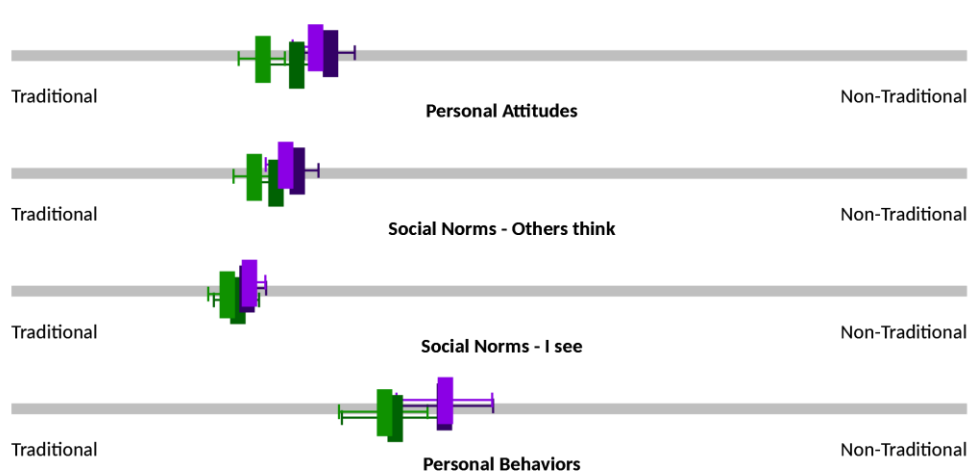 Traditional
Non-Traditional
Personal Attitudes
Traditional
Non-Traditional
Social Norms - Others think
Traditional
Non-Traditional
Social Norms - I see
Traditional
Non-Traditional
Personal Behaviors